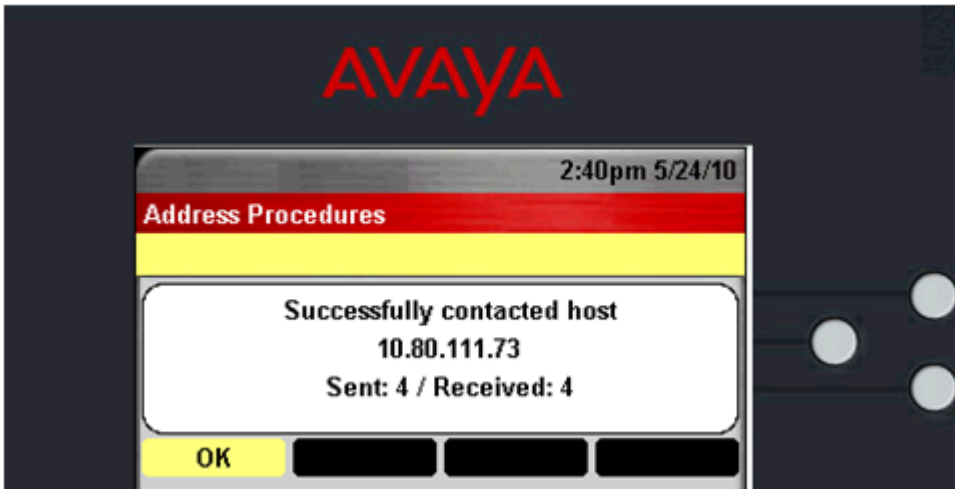 AVAYA
2:40pm 5/24/10
Address Procedures
Successfully contacted host
10.80.111.73
Sent: 4 / Received: 4
OK